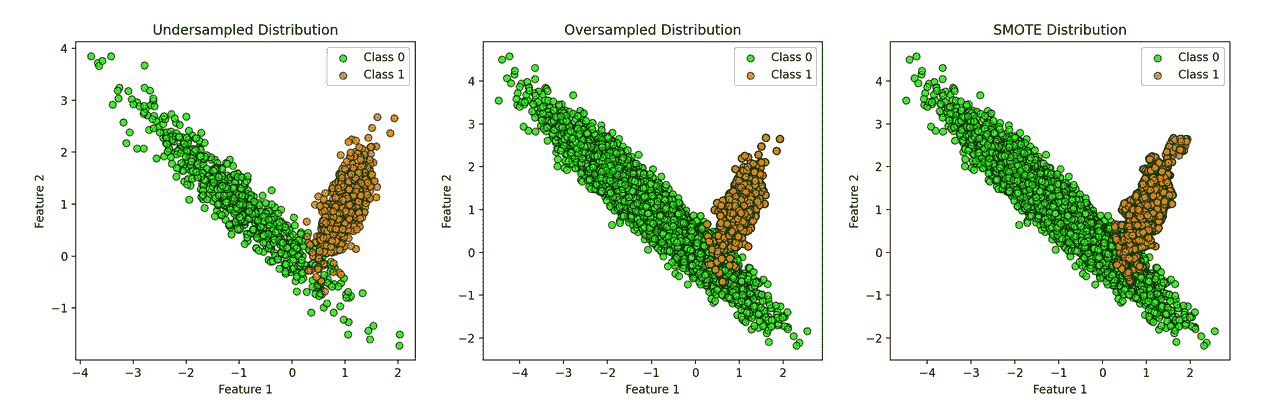 Undersampled Distribution
Class 0
Class 1
4
3
2
1
0
−1
Feature 2
−4 −3 −2 −1 0 1 2
Feature 1
Oversampled Distribution
Class 0
Class 1
4
3
2
1
0
−1
−2
Feature 2
−4 −3 −2 −1 0 1 2
Feature 1
SMOTE Distribution
Class 0
Class 1
4
3
2
1
0
−1
−2
Feature 2
−4 −3 −2 −1 0 1 2
Feature 1